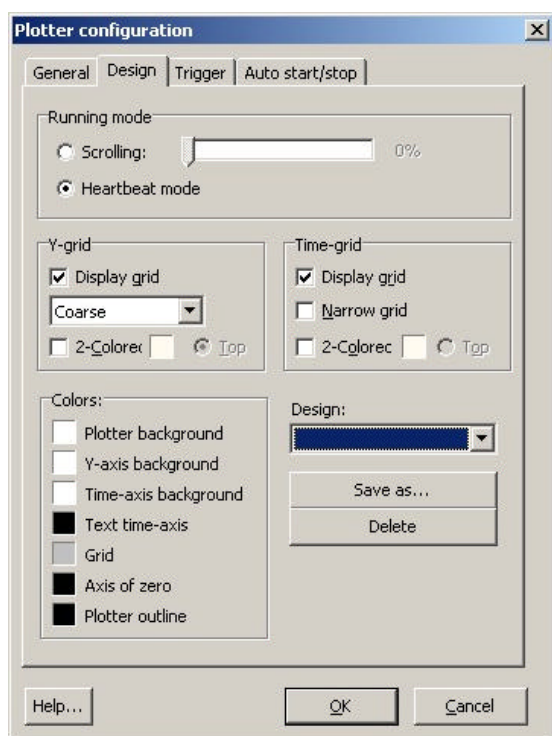 Plotter configuration
General Design Trigger Auto start/stop
Running mode
Scrolling: 0%
Heartbeat mode
Y-grid
Display grid
Coarse
2-Colorec Top
Time-grid
Display grid
Narrow grid
2-Colorec Top
Colors:
Plotter background
Y-axis background
Time-axis background
Text time-axis
Grid
Axis of zero
Plotter outline
Design:
Save as...
Delete
Help... OK Cancel